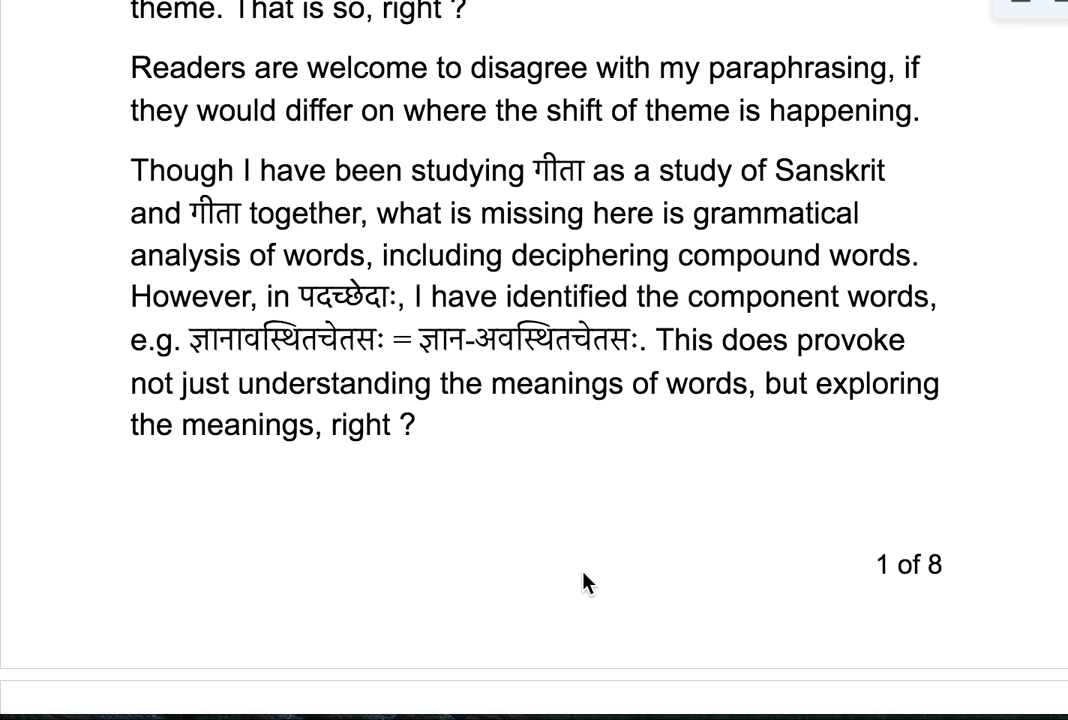 theme. That is so, right ?
Readers are welcome to disagree with my paraphrasing, if
they would differ on where the shift of theme is happening.
Though I have been studying गीता as a study of Sanskrit
and गीता together, what is missing here is grammatical
analysis of words, including deciphering compound words.
However, in पदच्छेदाः, I have identified the component words,
e.g. ज्ञानावस्थितचेतसः = ज्ञान-अवस्थितचेतसः. This does provoke
not just understanding the meanings of words, but exploring
the meanings, right ?
1 of 8